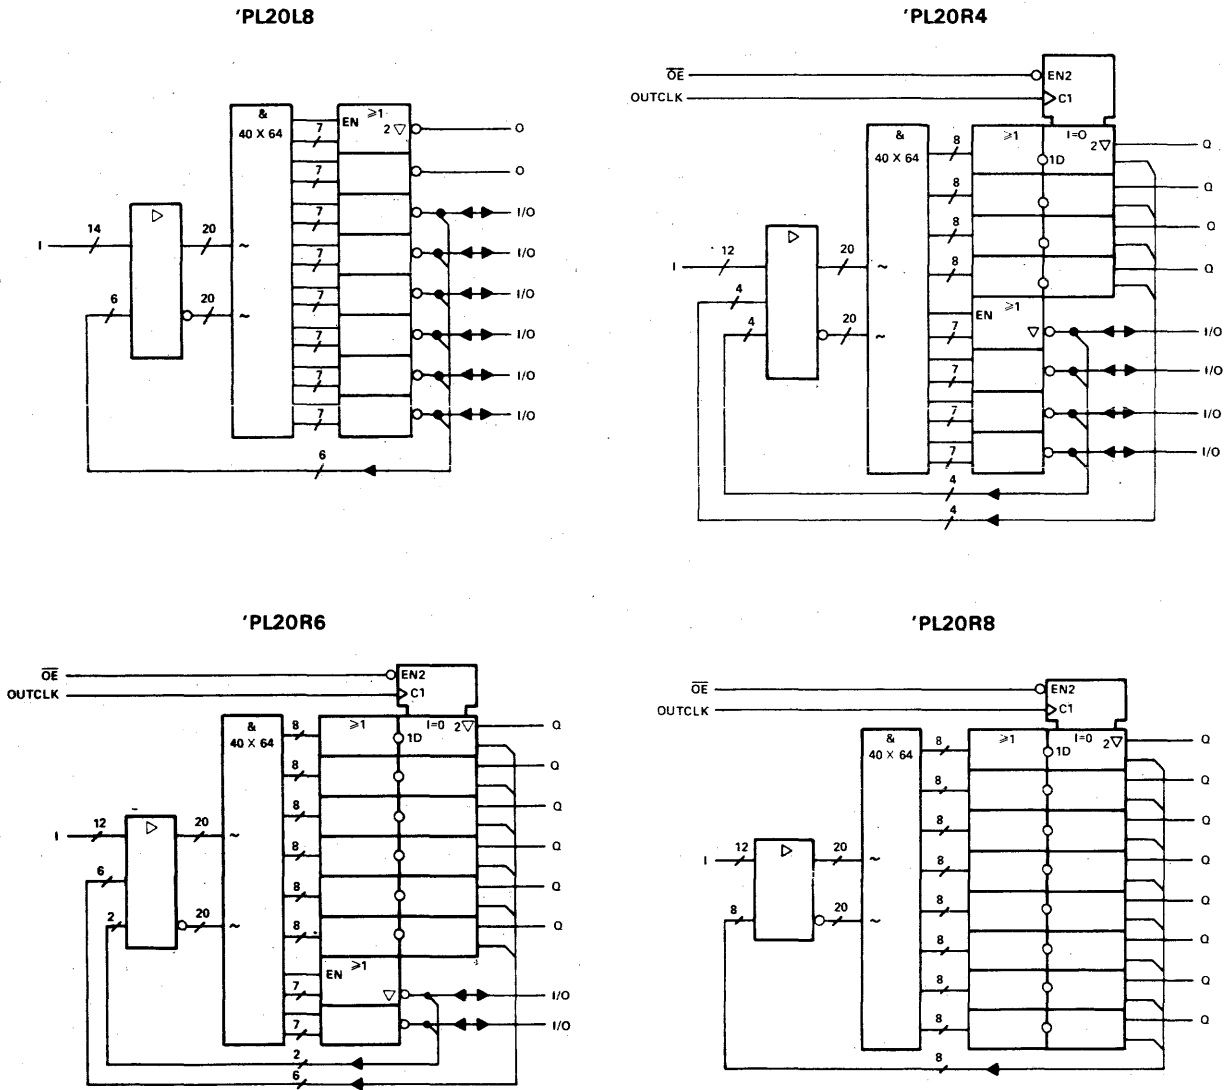 'PL20L8
&
40 X 64
≥1
EN
2 ▽
7
7
7
7
7
7
7
7
O
O
I/O
I/O
I/O
I/O
I/O
I/O
▷
I
14
20
~
6
20
~
6
'PL20R4
OE
EN2
OUTCLK
C1
&
40 X 64
≥1
I=0
2 ▽
1D
8
8
8
8
Q
Q
Q
Q
▷
I
12
20
~
4
4
20
~
EN
≥1
▽
7
7
7
7
I/O
I/O
I/O
I/O
4
4
'PL20R6
OE
EN2
OUTCLK
C1
&
40 X 64
≥1
I=0
2 ▽
1D
8
8
8
8
8
8
Q
Q
Q
Q
Q
Q
▷
I
12
20
~
6
2
20
~
EN
≥1
▽
7
7
I/O
I/O
2
6
'PL20R8
OE
EN2
OUTCLK
C1
&
40 X 64
≥1
I=0
2 ▽
1D
8
8
8
8
8
8
8
8
Q
Q
Q
Q
Q
Q
Q
Q
▷
I
12
20
~
8
20
~
8